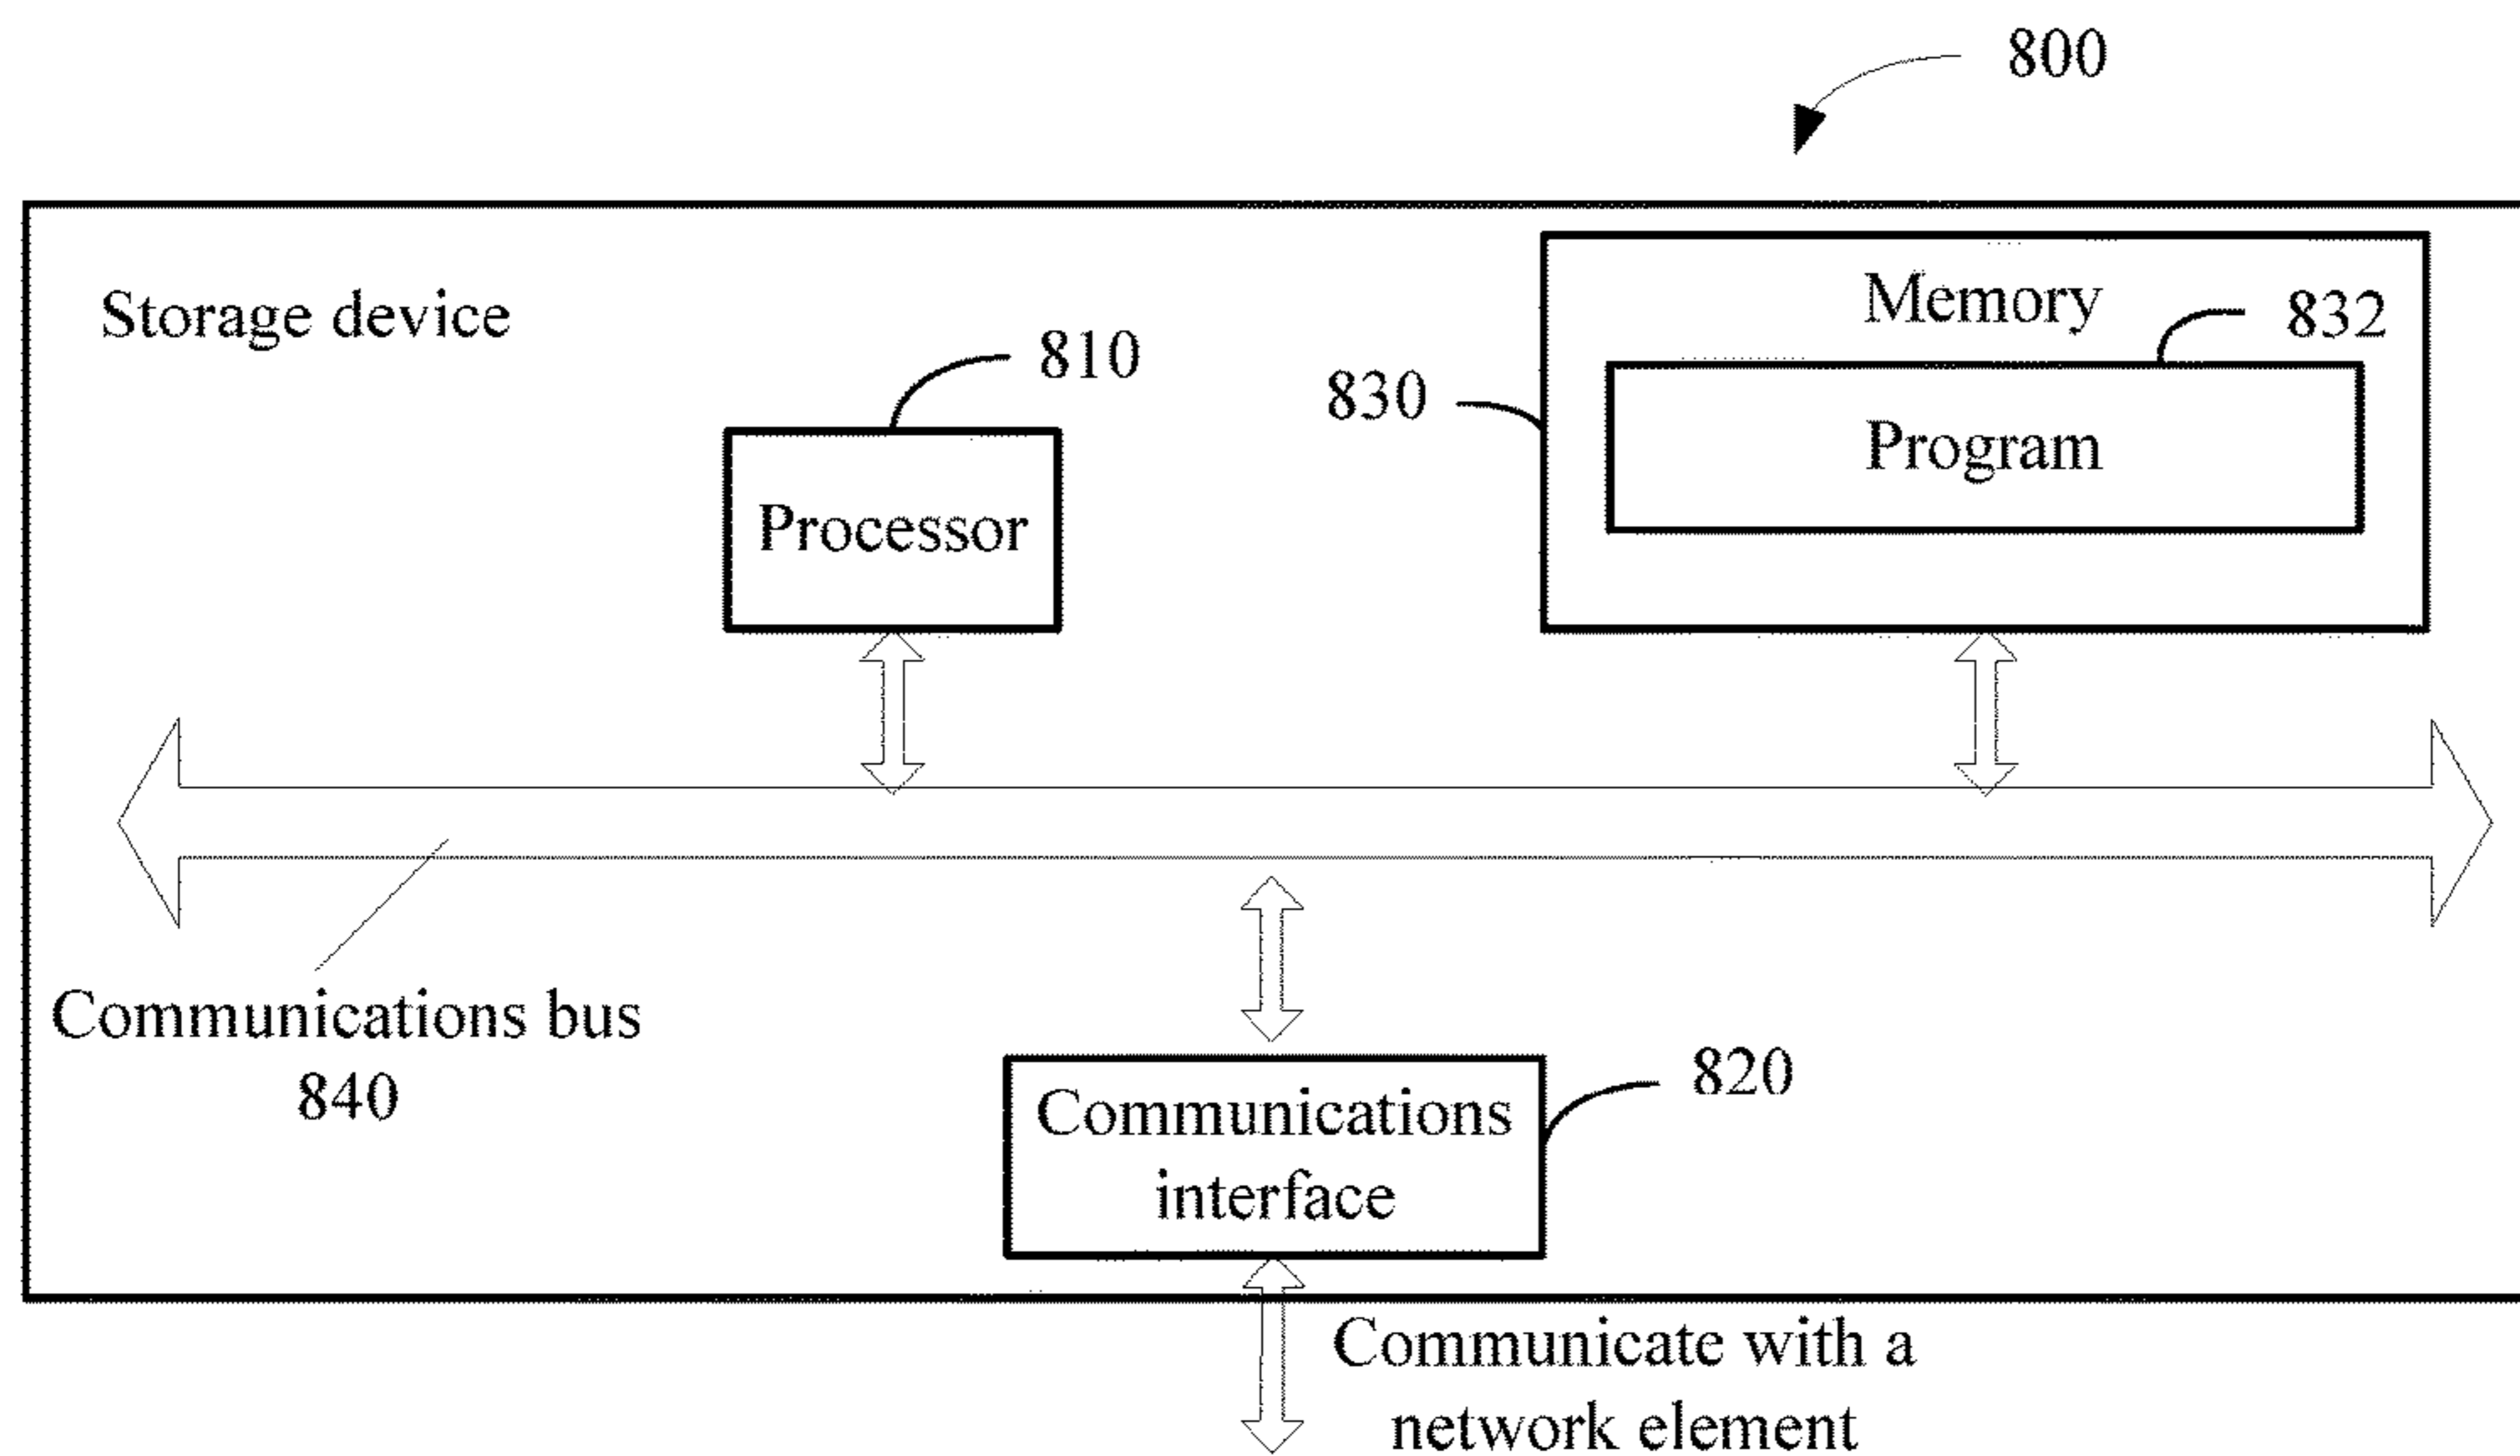 800
Storage device
810
Processor
Memory
832
830
Program
Communications bus
840
820
Communications
interface
Communicate with a
network element